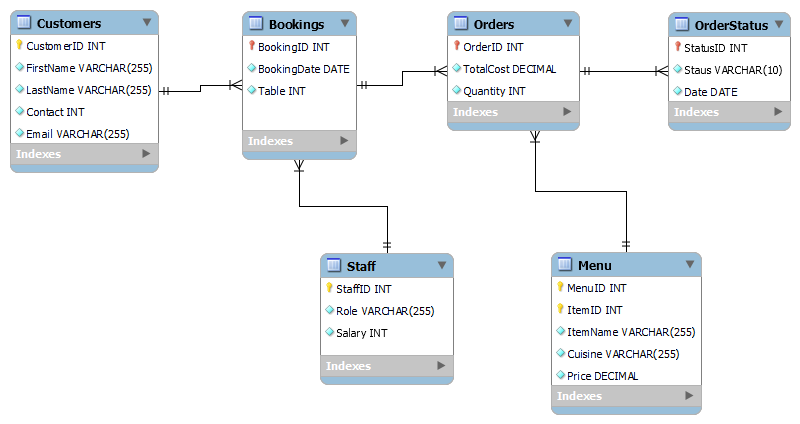 Customers
CustomerID INT
FirstName VARCHAR(255)
LastName VARCHAR(255)
Contact INT
Email VARCHAR(255)
Indexes
Bookings
BookingID INT
BookingDate DATE
Table INT
Indexes
Orders
OrderID INT
TotalCost DECIMAL
Quantity INT
Indexes
OrderStatus
StatusID INT
Staus VARCHAR(10)
Date DATE
Indexes
Staff
StaffID INT
Role VARCHAR(255)
Salary INT
Indexes
Menu
MenuID INT
ItemID INT
ItemName VARCHAR(255)
Cuisine VARCHAR(255)
Price DECIMAL
Indexes